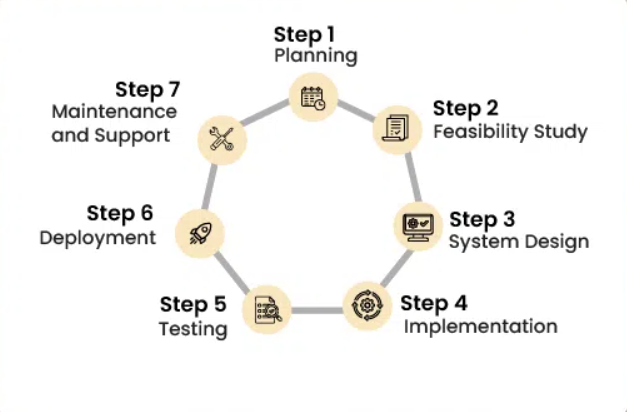 Step 1
Planning
Step 2
Feasibility Study
Step 3
System Design
Step 4
Implementation
Step 5
Testing
Step 6
Deployment
Step 7
Maintenance
and Support